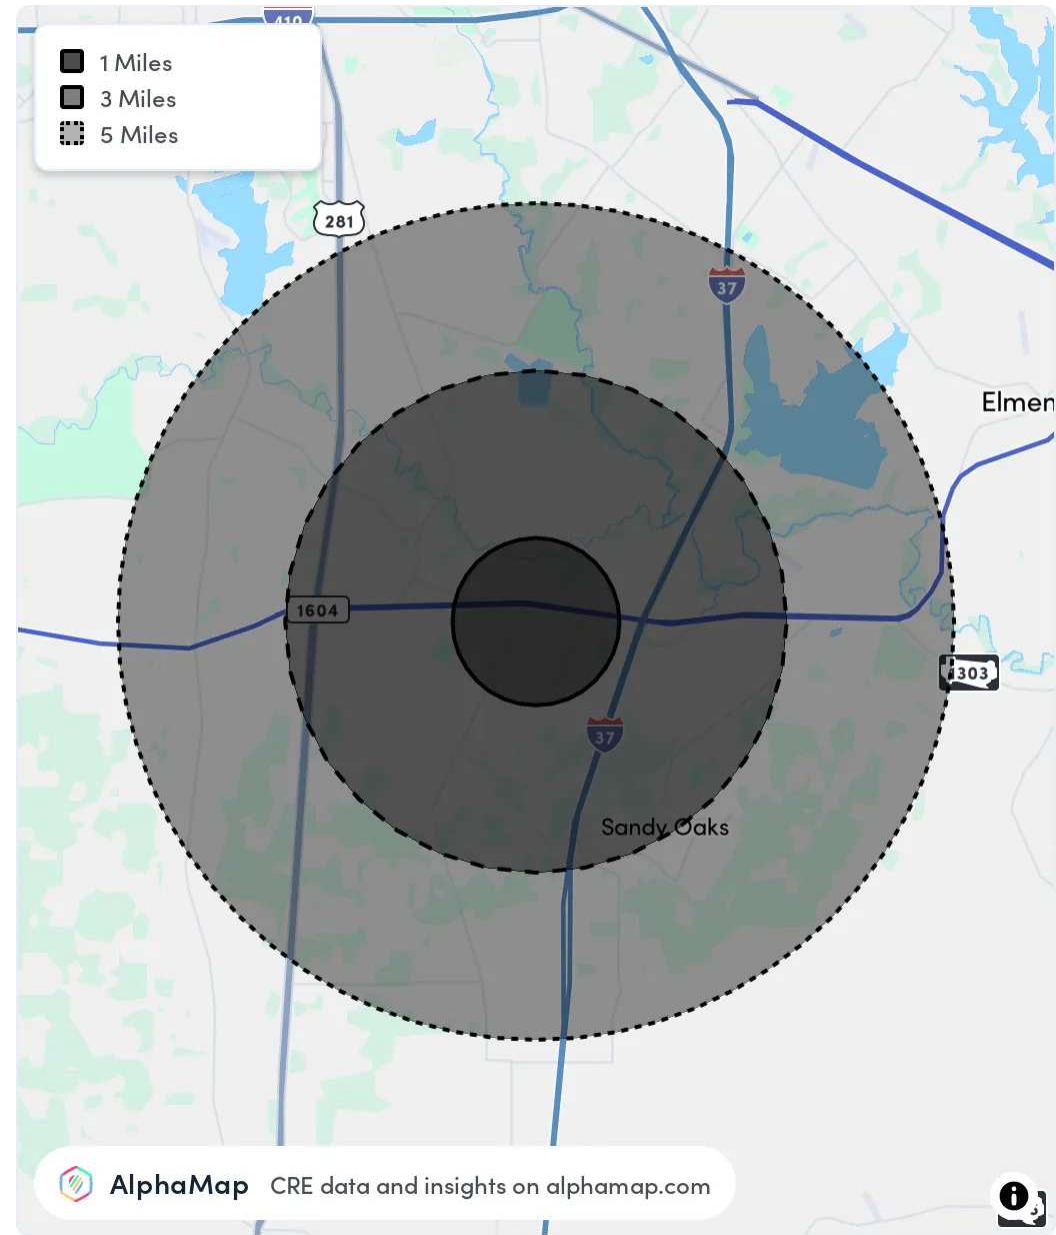 410
1 Miles
3 Miles
5 Miles
281
37
Elmen
1604
303
37
Sandy Oaks
AlphaMap CRE data and insights on alphamap.com